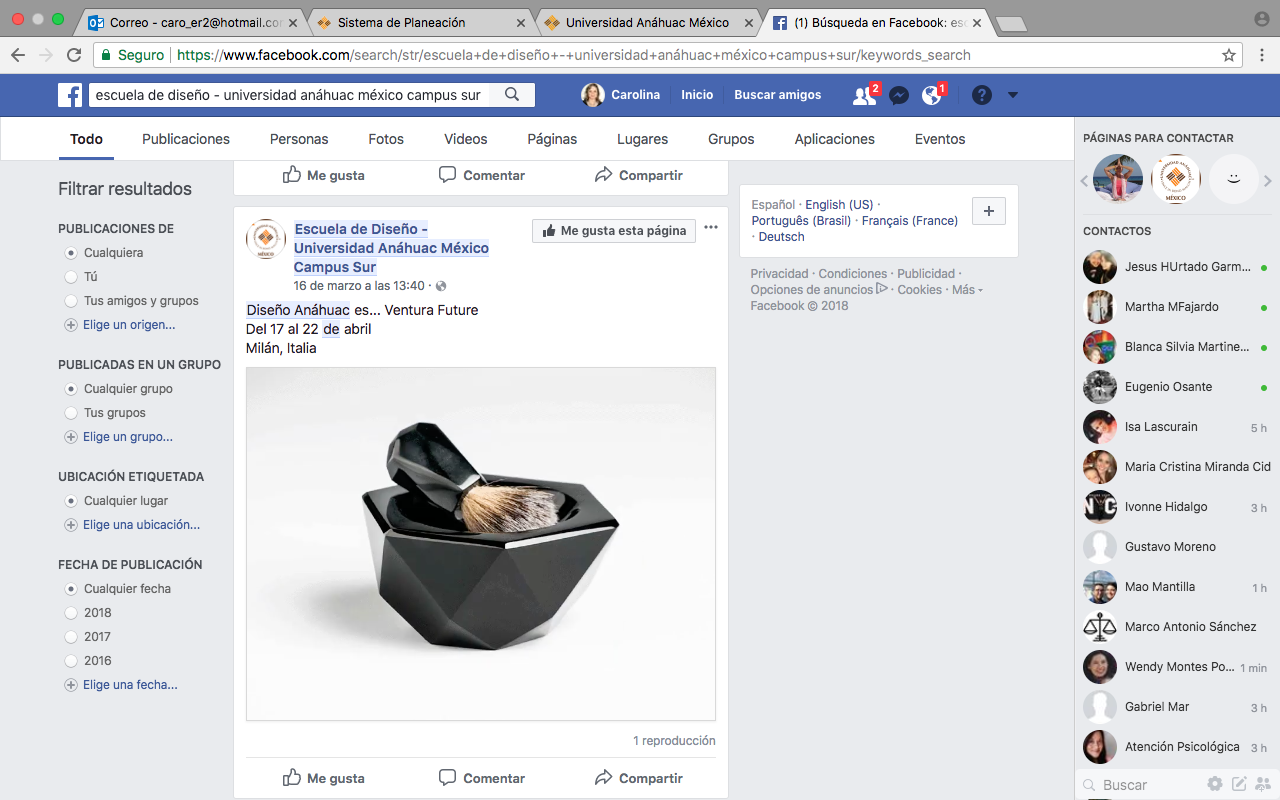 Correo - caro_er2@hotmail.co
Sistema de Planeación
Universidad Anáhuac México
(1) Búsqueda en Facebook: es
Seguro
https://www.facebook.com/search/str/escuela+de+diseño+-+universidad+anáhuac+méxico+campus+sur/keywords_search
escuela de diseño - universidad anáhuac méxico campus sur
Carolina
Inicio
Buscar amigos
2
1
Todo
Publicaciones
Personas
Fotos
Videos
Páginas
Lugares
Grupos
Aplicaciones
Eventos
Filtrar resultados
PUBLICACIONES DE
Cualquiera
Tú
Tus amigos y grupos
Elige un origen...
PUBLICADAS EN UN GRUPO
Cualquier grupo
Tus grupos
Elige un grupo...
UBICACIÓN ETIQUETADA
Cualquier lugar
Elige una ubicación...
FECHA DE PUBLICACIÓN
Cualquier fecha
2018
2017
2016
Elige una fecha...
Me gusta
Comentar
Compartir
Escuela de Diseño -
Universidad Anáhuac México
Campus Sur
16 de marzo a las 13:40 ·
Me gusta esta página
Diseño Anáhuac es... Ventura Future
Del 17 al 22 de abril
Milán, Italia
1 reproducción
Me gusta
Comentar
Compartir
Español · English (US) ·
Português (Brasil) · Français (France)
· Deutsch
Privacidad · Condiciones · Publicidad ·
Opciones de anuncios · Cookies · Más
Facebook © 2018
PÁGINAS PARA CONTACTAR
MÉXICO
CONTACTOS
Jesus HUrtado Garm...
Martha MFajardo
Blanca Silvia Martine...
Eugenio Osante
Isa Lascurain 5 h
Maria Cristina Miranda Cid
Ivonne Hidalgo 3 h
Gustavo Moreno
Mao Mantilla 1 h
Marco Antonio Sánchez
Wendy Montes Po... 1 min
Gabriel Mar 3 h
Atención Psicológica 3 h
Buscar